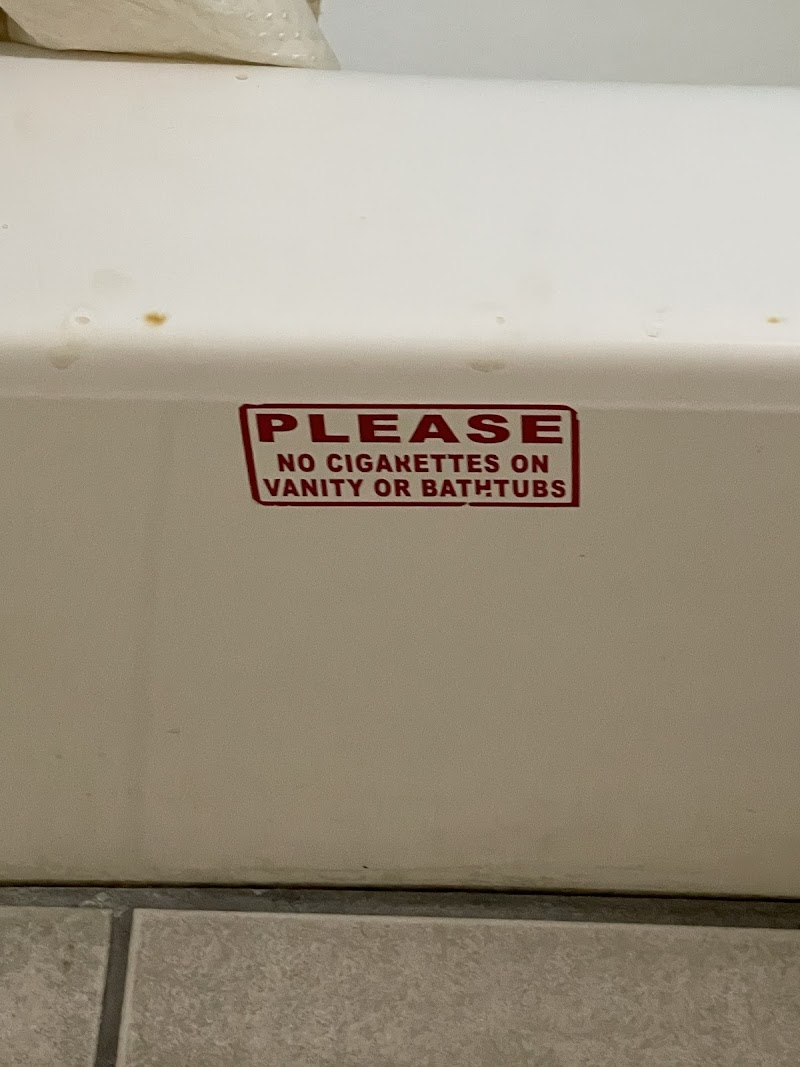 PLEASE
NO CIGARETTES ON
VANITY OR BATHTUBS